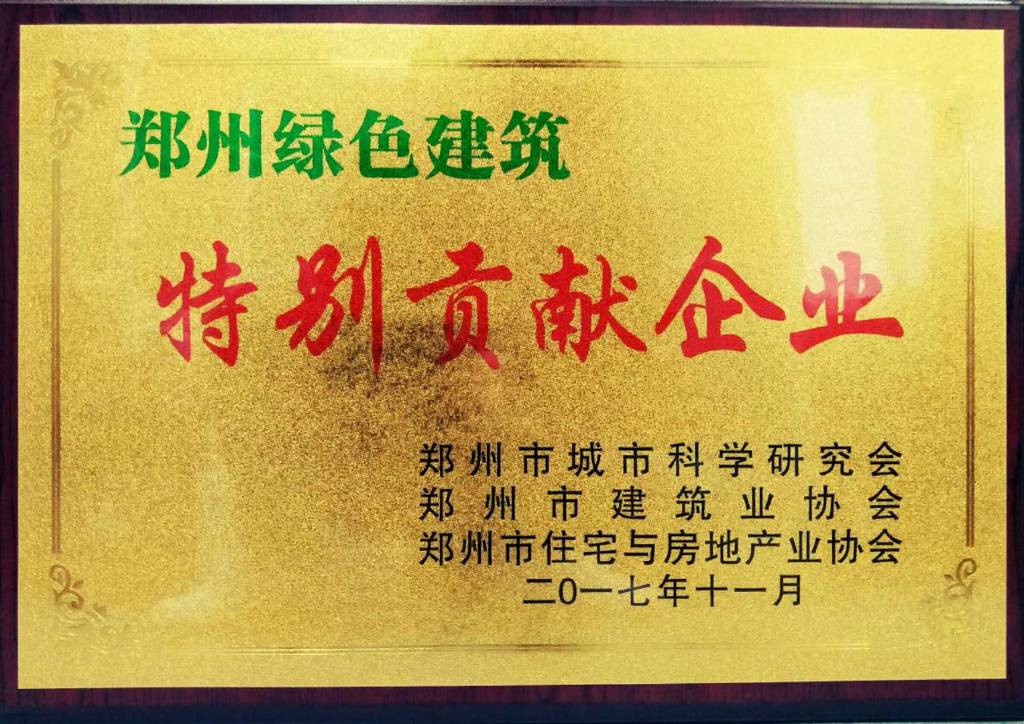 郑州绿色建筑
特别贡献企业
郑州市城市科学研究会
郑州市建筑业协会
郑州市住宅与房地产业协会
二0一七年十一月